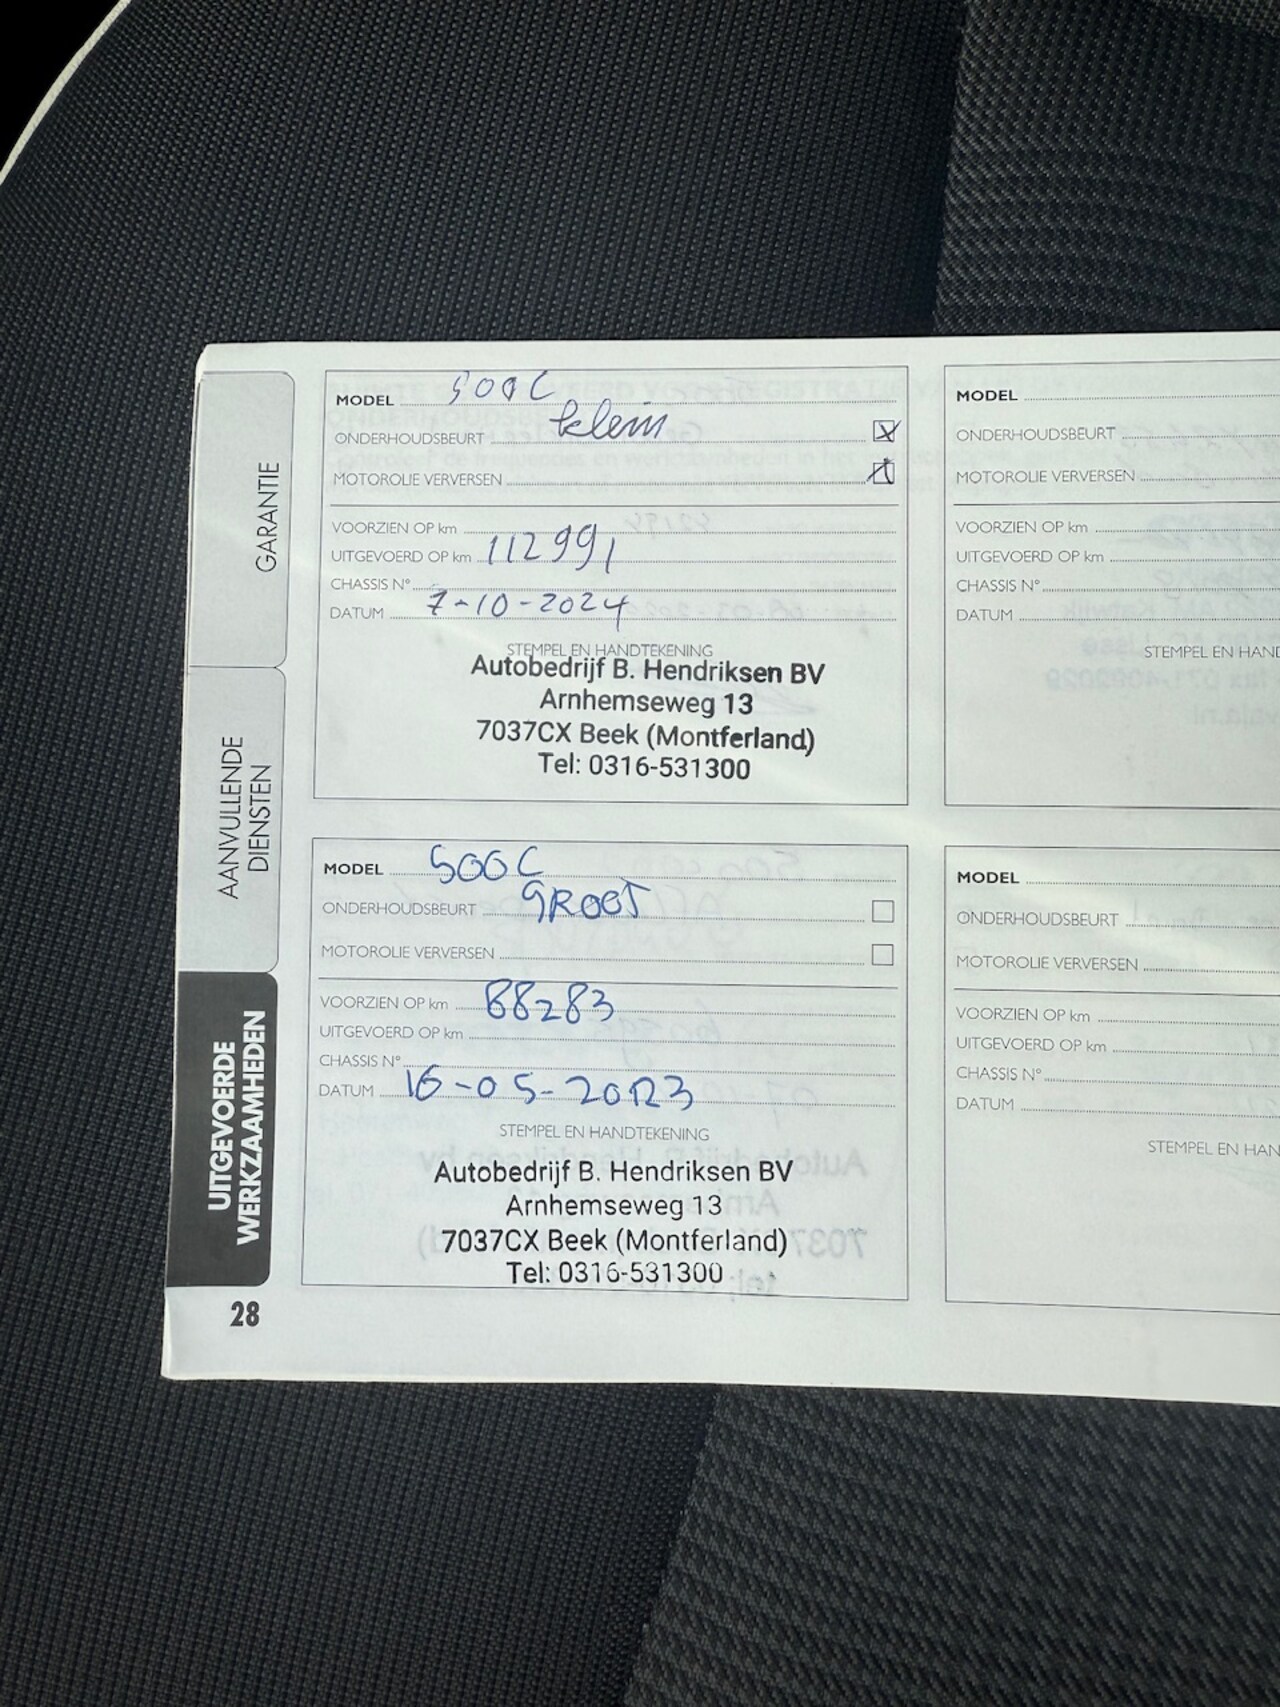 GARANTIE
AANVULLENDE
DIENSTEN
UITGEVOERDE
WERKZAAMHEDEN
28
MODEL 500C
ONDERHOUDSBEURT klein
MOTOROLIE VERVERSEN
VOORZIEN OP km
UITGEVOERD OP km 112991
CHASSIS N°
DATUM 7-10-2024
STEMPEL EN HANDTEKENING
Autobedrijf B. Hendriksen BV
Arnhemseweg 13
7037CX Beek (Montferland)
Tel: 0316-531300
MODEL 500C
ONDERHOUDSBEURT GROOT
MOTOROLIE VERVERSEN
VOORZIEN OP km 88283
UITGEVOERD OP km
CHASSIS N°
DATUM 16-05-2023
STEMPEL EN HANDTEKENING
Autobedrijf B. Hendriksen BV
Arnhemseweg 13
7037CX Beek (Montferland)
Tel: 0316-531300
MODEL
ONDERHOUDSBEURT
MOTOROLIE VERVERSEN
VOORZIEN OP km
UITGEVOERD OP km
CHASSIS N°
DATUM
STEMPEL EN HAND
MODEL
ONDERHOUDSBEURT
MOTOROLIE VERVERSEN
VOORZIEN OP km
UITGEVOERD OP km
CHASSIS N°
DATUM
STEMPEL EN HAN